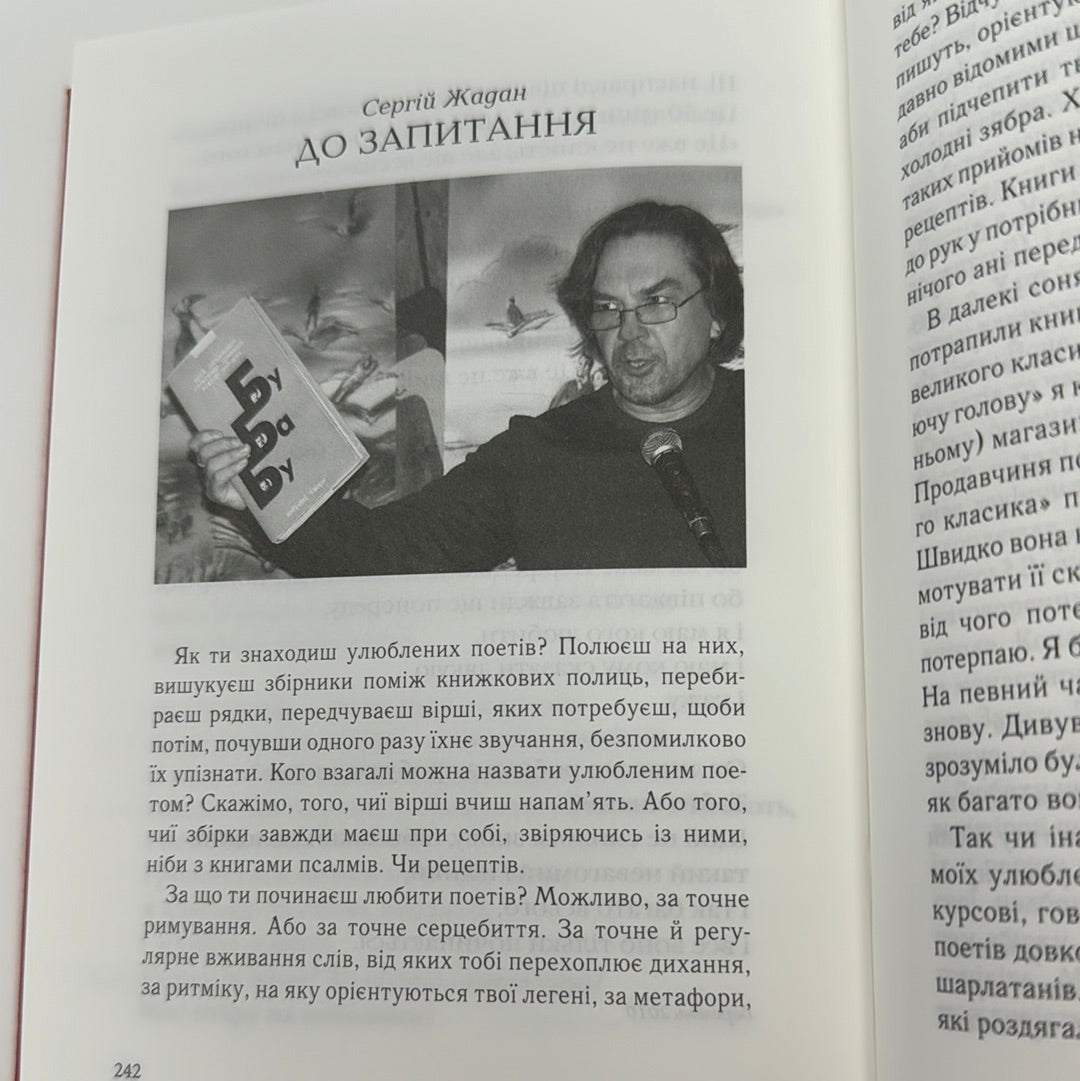 Сергій Жадан
ДО ЗАПИТАННЯ
Бу
Ба
Бу
Як ти знаходиш улюблених поетів? Полюєш на них,
вишукуєш збірники поміж книжкових полиць, переби-
раєш рядки, передчуваєш вірші, яких потребуєш, щоби
потім, почувши одного разу їхнє звучання, безпомилково
їх упізнати. Кого взагалі можна назвати улюбленим пое-
том? Скажімо, того, чиї вірші вчиш напам’ять. Або того,
чиї збірки завжди маєш при собі, звіряючись із ними,
ніби з книгами псалмів. Чи рецептів.
За що ти починаєш любити поетів? Можливо, за точне
римування. Або за точне серцебиття. За точне й регу-
лярне вживання слів, від яких тобі перехоплює дихання,
за ритміку, на яку орієнтуються твої легені, за метафори,
242
від
тебе?
пишуть, орієнтую
давно відомими
аби підчепити
холодні зябра.
таких прийомів
рецептів. Книги
до рук у потрібн
нічого ані перед
В далекі соня
потрапили книг
великого класи
ючу голову» я
ньому) магази
Продавчиня по
го класика» п
Швидко вона
мотувати її ск
від чого поте
потерпаю. Я б
На певний ча
знову. Дивув
зрозуміло бу
як багато во
Так чи іна
моїх улюбле
курсові, гов
поетів довко
шарлатанів.
які роздяга